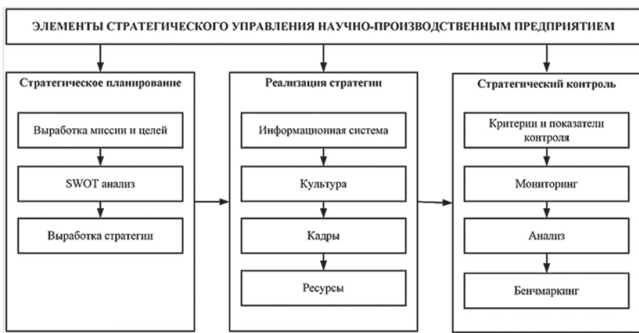 ЭЛЕМЕНТЫ СТРАТЕГИЧЕСКОГО УПРАВЛЕНИЯ НАУЧНО-ПРОИЗВОДСТВЕННЫМ ПРЕДПРИЯТИЕМ
Стратегическое планирование
Выработка миссии и целей
SWOT анализ
Выработка стратегии
Реализация стратегии
Информационная система
Культура
Кадры
Ресурсы
Стратегический контроль
Критерии и показатели
контроля
Мониторинг
Анализ
Бенчмаркинг